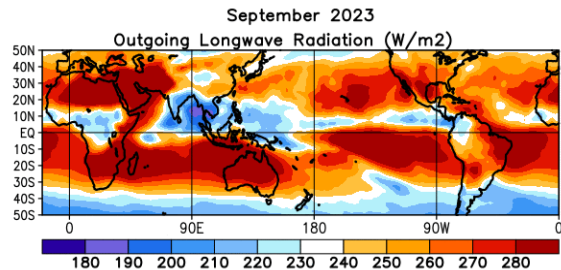 September 2023
Outgoing Longwave Radiation (W/m2)
50N
40N
30N
20N
10N
EQ
10S
20S
30S
40S
50S
0 90E 180 90W 0
180 190 200 210 220 230 240 250 260 270 280